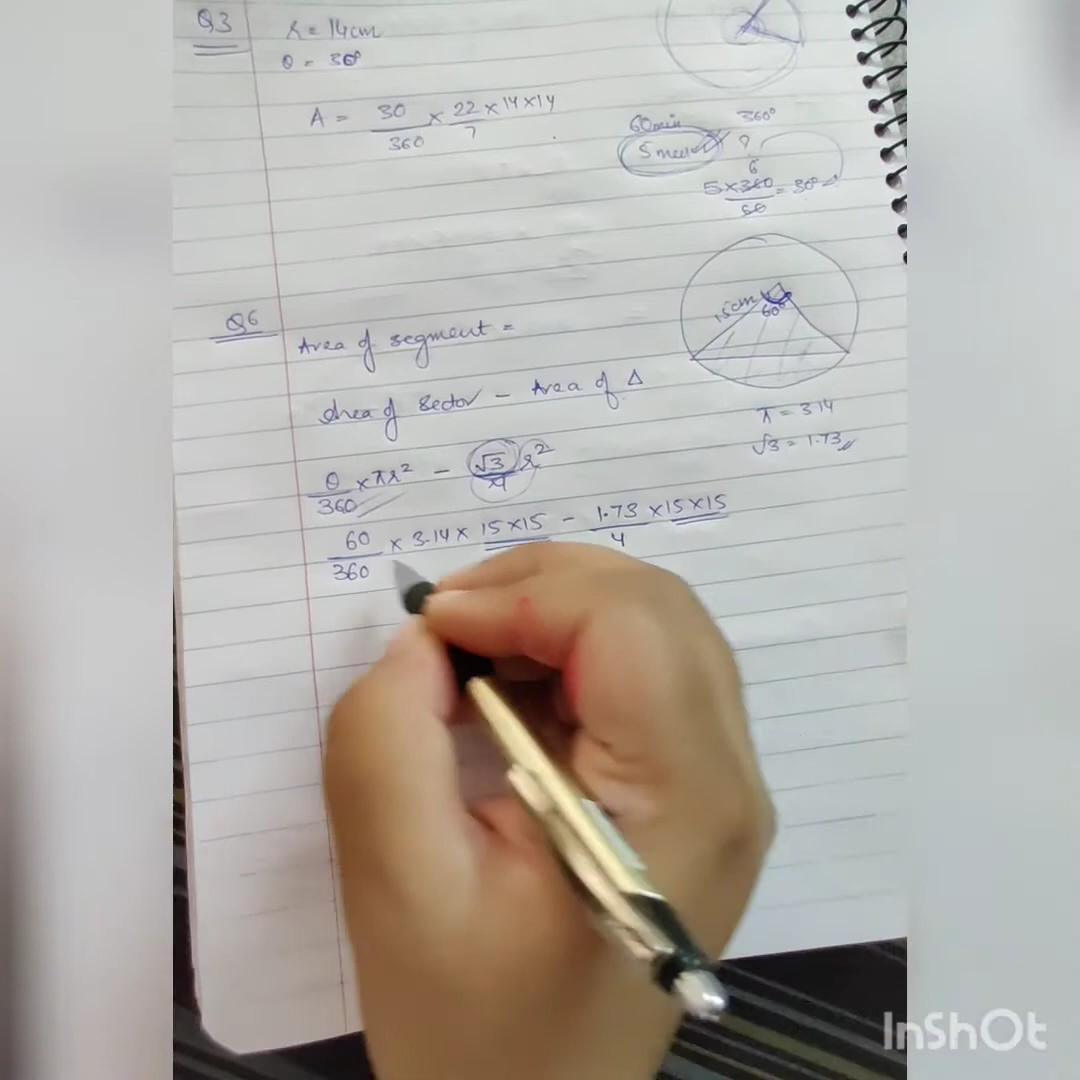 Q3
r = 14cm
θ = 30°
A = 30/360 × 22/7 × 14 × 14
60min 360°
5 ?
5×360/60 = 30°
Q6
Area of segment =
Area of sector – Area of Δ
15cm
60°
θ/360 × πr² – √3/4 r²
π = 3.14
√3 = 1.73
60/360 × 3.14 × 15×15 – 1.73/4 × 15×15
InShOt